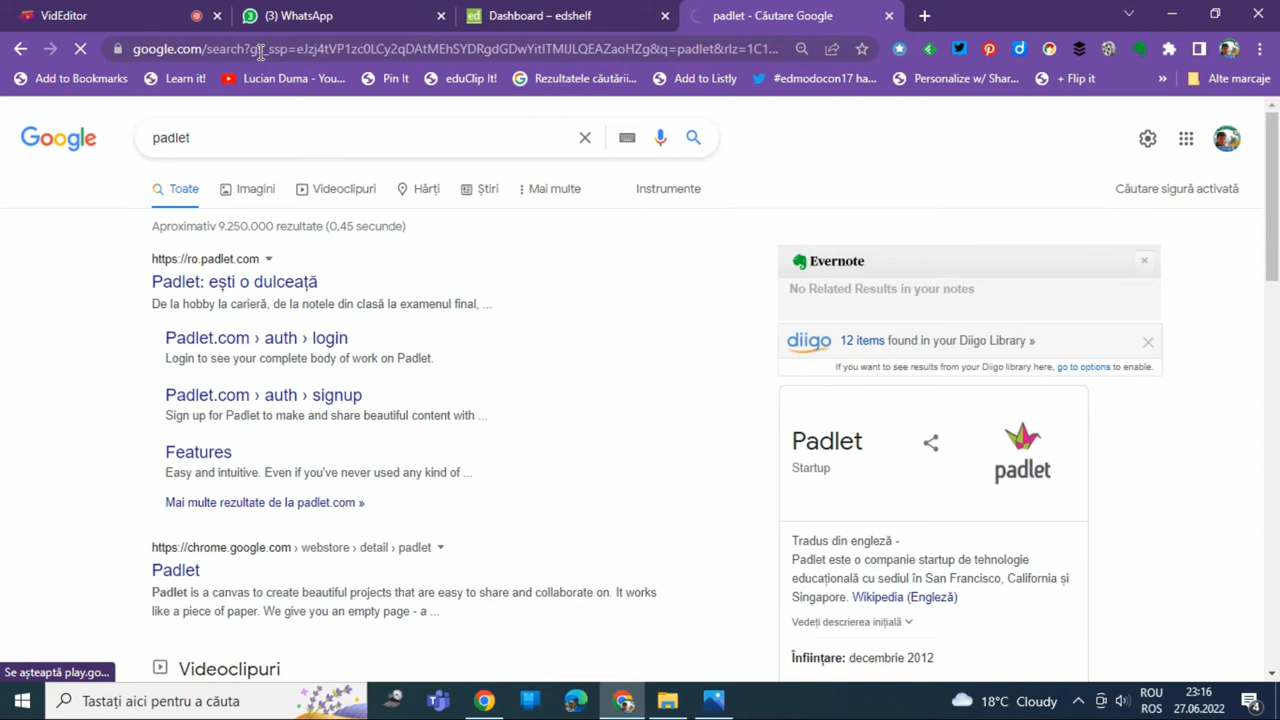 VidEditor
(3) WhatsApp
Dashboard – edshelf
padlet - Căutare Google
Add to Bookmarks
Learn it!
Lucian Duma - You...
Pin It
eduClip It!
Rezultatele căutării...
Add to Listly
#edmodocon17 ha...
Personalize w/ Shar...
+ Flip it
»
Alte marcaje
Google
padlet
Toate
Imagini
Videoclipuri
Hărți
Știri
Mai multe
Instrumente
Căutare sigură activată
Aproximativ 9.250.000 rezultate (0,45 secunde)
https://ro.padlet.com
Padlet: ești o dulceață
De la hobby la carieră, de la notele din clasă la examenul final, ...
Padlet.com › auth › login
Login to see your complete body of work on Padlet.
Padlet.com › auth › signup
Sign up for Padlet to make and share beautiful content with ...
Features
Easy and intuitive. Even if you've never used any kind of ...
Mai multe rezultate de la padlet.com »
https://chrome.google.com › webstore › detail › padlet
Padlet
Padlet is a canvas to create beautiful projects that are easy to share and collaborate on. It works
like a piece of paper. We give you an empty page - a ...
Videoclipuri
Evernote
No Related Results in your notes
diigo
12 items found in your Diigo Library »
If you want to see results from your Diigo library here, go to options to enable.
Padlet
Startup
padlet
Tradus din engleză -
Padlet este o companie startup de tehnologie
educațională cu sediul în San Francisco, California și
Singapore. Wikipedia (Engleză)
Vedeți descrierea inițială
Înființare: decembrie 2012
Se așteaptă play.go...
Tastați aici pentru a căuta
18°C Cloudy
ROU
ROS
23:16
27.06.2022
4